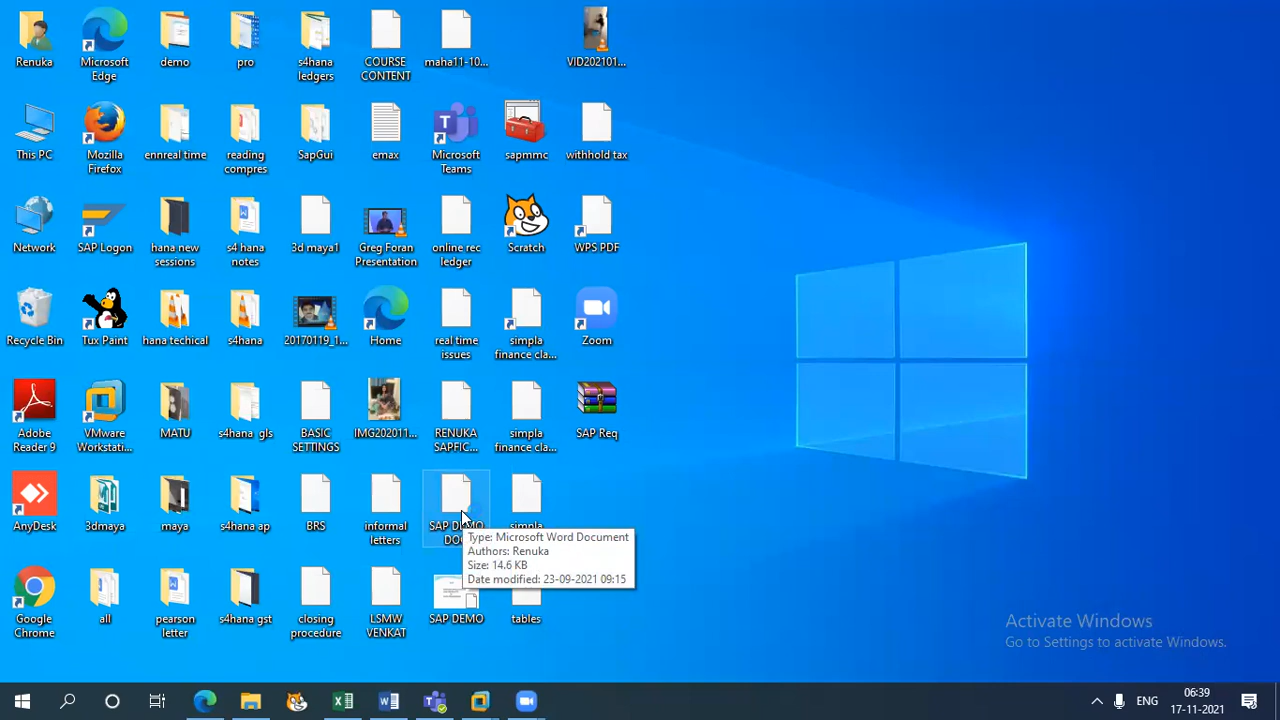 Renuka
Microsoft
Edge
demo
pro
s4hana
ledgers
COURSE
CONTENT
maha11-10...
VID202101...
This PC
Mozilla
Firefox
ennreal time
reading
compres
SapGui
emax
Microsoft
Teams
sapmmc
withhold tax
Network
SAP Logon
hana new
sessions
s4 hana
notes
3d maya1
Greg Foran
Presentation
online rec
ledger
Scratch
WPS PDF
Recycle Bin
Tux Paint
hana techical
s4hana
20170119_1...
Home
real time
issues
simpla
finance cla...
Zoom
Adobe
Reader 9
VMware
Workstati...
MATU
s4hana gls
BASIC
SETTINGS
IMG202011...
RENUKA
SAPFIC...
simpla
finance cla...
SAP Req
AnyDesk
3dmaya
maya
s4hana ap
BRS
informal
letters
SAP DEMO
simpla
Type: Microsoft Word Document
Authors: Renuka
Size: 14.6 KB
Date modified: 23-09-2021 09:15
Google
Chrome
all
pearson
letter
s4hana gst
closing
procedure
LSMW
VENKAT
SAP DEMO
tables
Activate Windows
Go to Settings to activate Windows.
ENG
06:39
17-11-2021